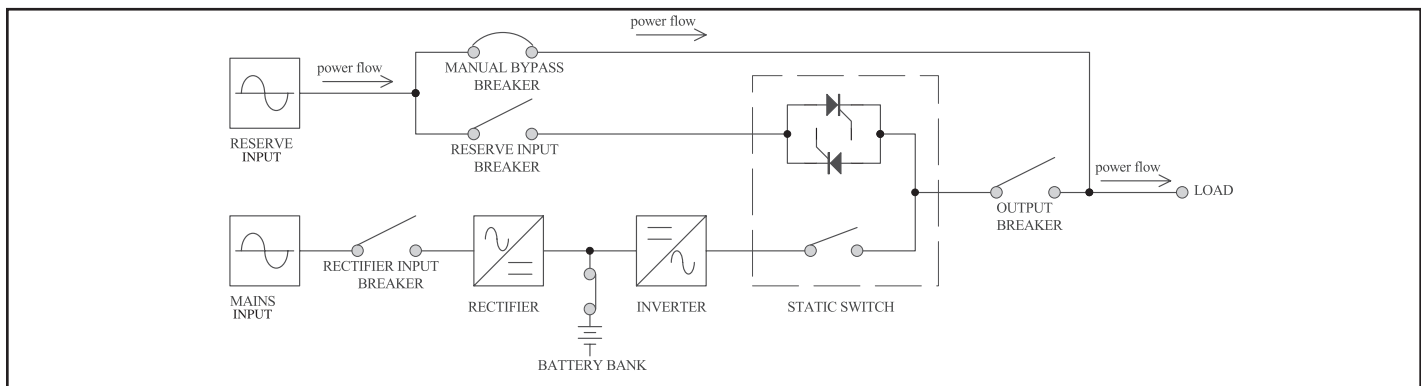 power flow
power flow
MANUAL BYPASS
BREAKER
RESERVE
INPUT
RESERVE INPUT
BREAKER
power flow
LOAD
OUTPUT
BREAKER
RECTIFIER INPUT
BREAKER
MAINS
INPUT
RECTIFIER
INVERTER
STATIC SWITCH
BATTERY BANK